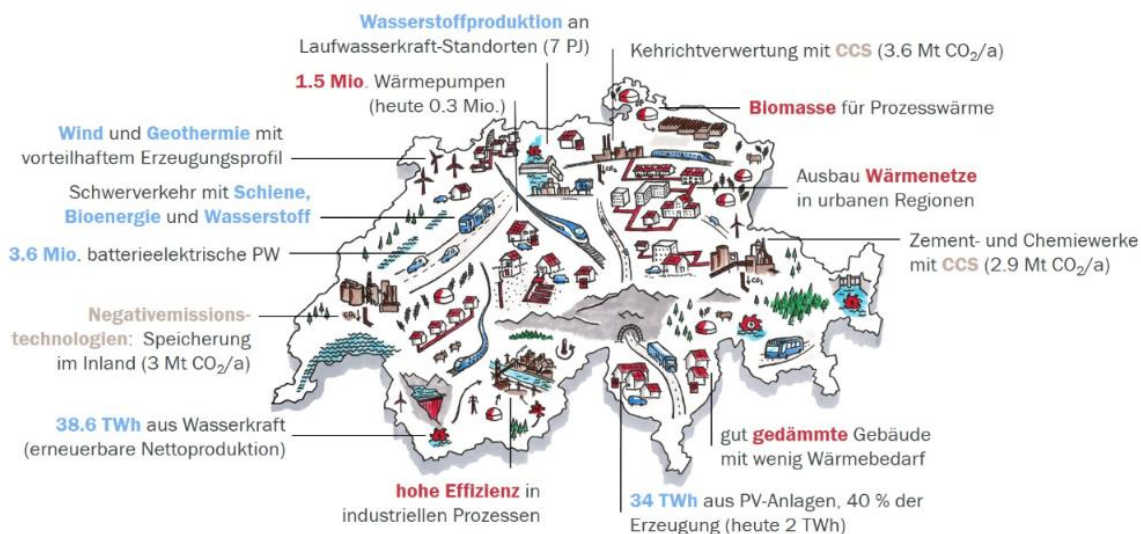 Wasserstoffproduktion an
Laufwasserkraft-Standorten (7 PJ)
Kehrichtverwertung mit CCS (3.6 Mt CO₂/a)
1.5 Mio. Wärmepumpen
(heute 0.3 Mio.)
Biomasse für Prozesswärme
Wind und Geothermie mit
vorteilhaftem Erzeugungsprofil
Ausbau Wärmenetze
in urbanen Regionen
Schwerverkehr mit Schiene,
Bioenergie und Wasserstoff
3.6 Mio. batterieelektrische PW
Zement- und Chemiewerke
mit CCS (2.9 Mt CO₂/a)
Negativemissions-
technologien: Speicherung
im Inland (3 Mt CO₂/a)
38.6 TWh aus Wasserkraft
(erneuerbare Nettoproduktion)
gut gedämmte Gebäude
mit wenig Wärmebedarf
hohe Effizienz in
industriellen Prozessen
34 TWh aus PV-Anlagen, 40 % der
Erzeugung (heute 2 TWh)
CO₂
CO₂